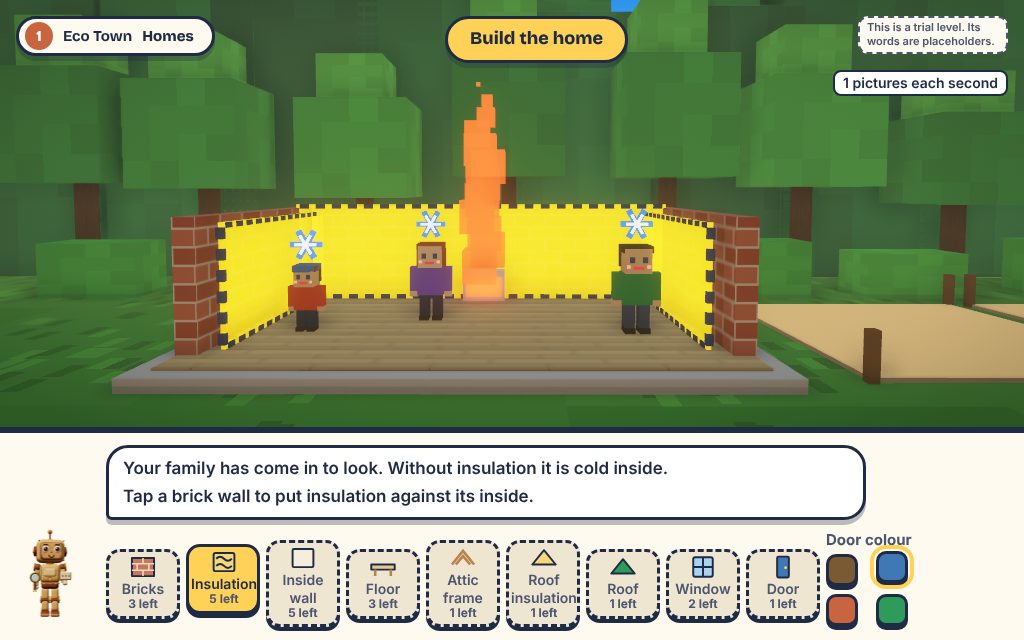 1 Eco Town Homes
Build the home
This is a trial level. Its
words are placeholders.
1 pictures each second
Your family has come in to look. Without insulation it is cold inside.
Tap a brick wall to put insulation against its inside.
Door colour
Bricks
3 left
Insulation
5 left
Inside
wall
5 left
Floor
3 left
Attic
frame
1 left
Roof
insulation
1 left
Roof
1 left
Window
2 left
Door
1 left